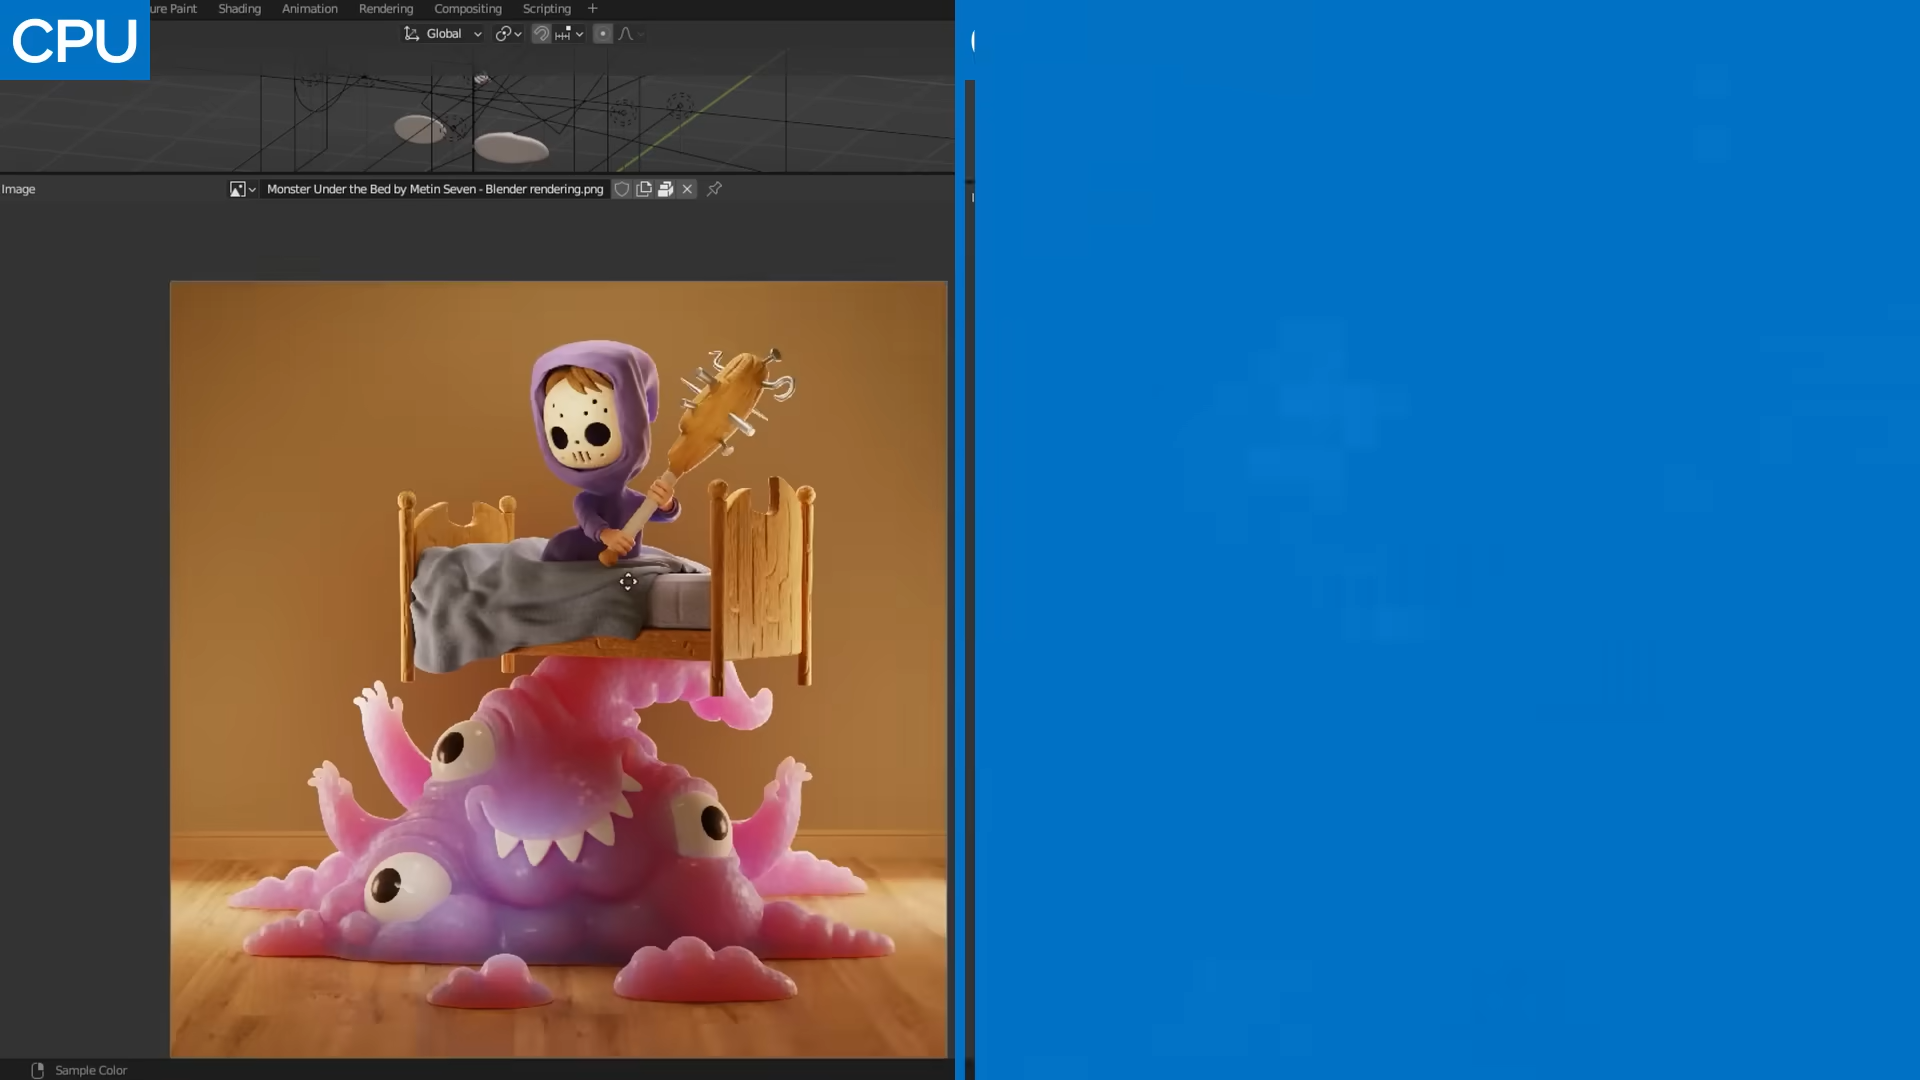 ure Paint Shading Animation Rendering Compositing Scripting +
CPU
Global
Image Monster Under the Bed by Metin Seven - Blender rendering.png
Sample Color